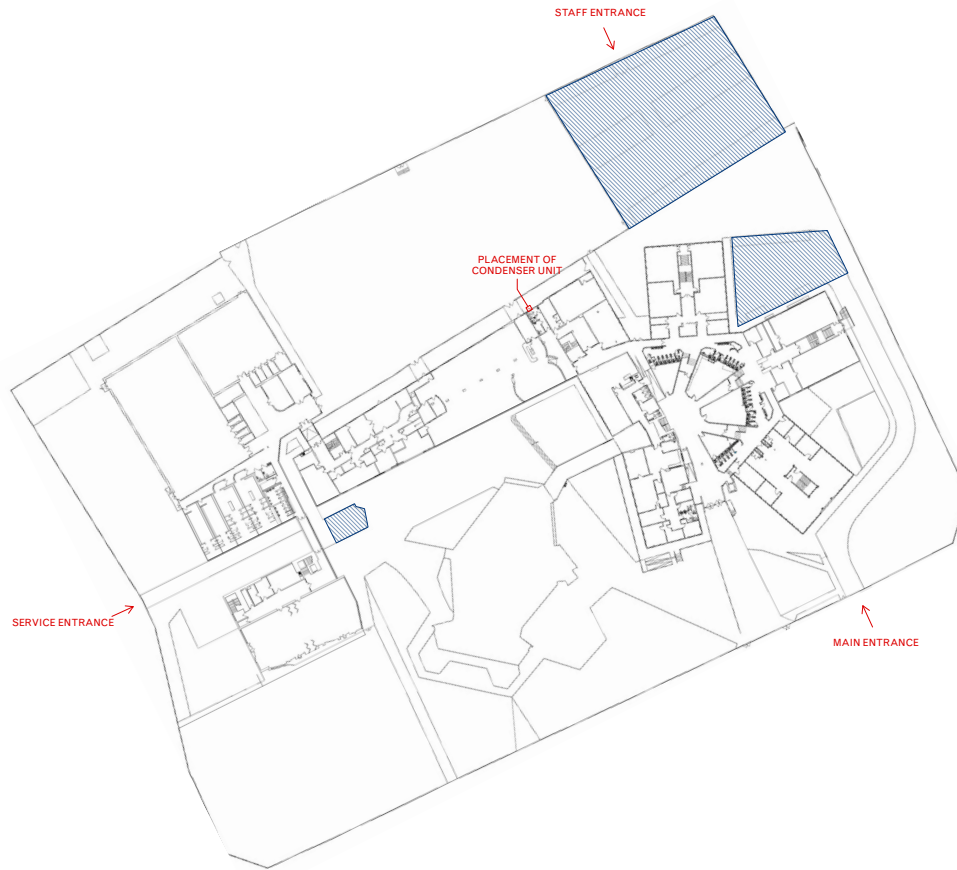 STAFF ENTRANCE
PLACEMENT OF
CONDENSER UNIT
SERVICE ENTRANCE
MAIN ENTRANCE